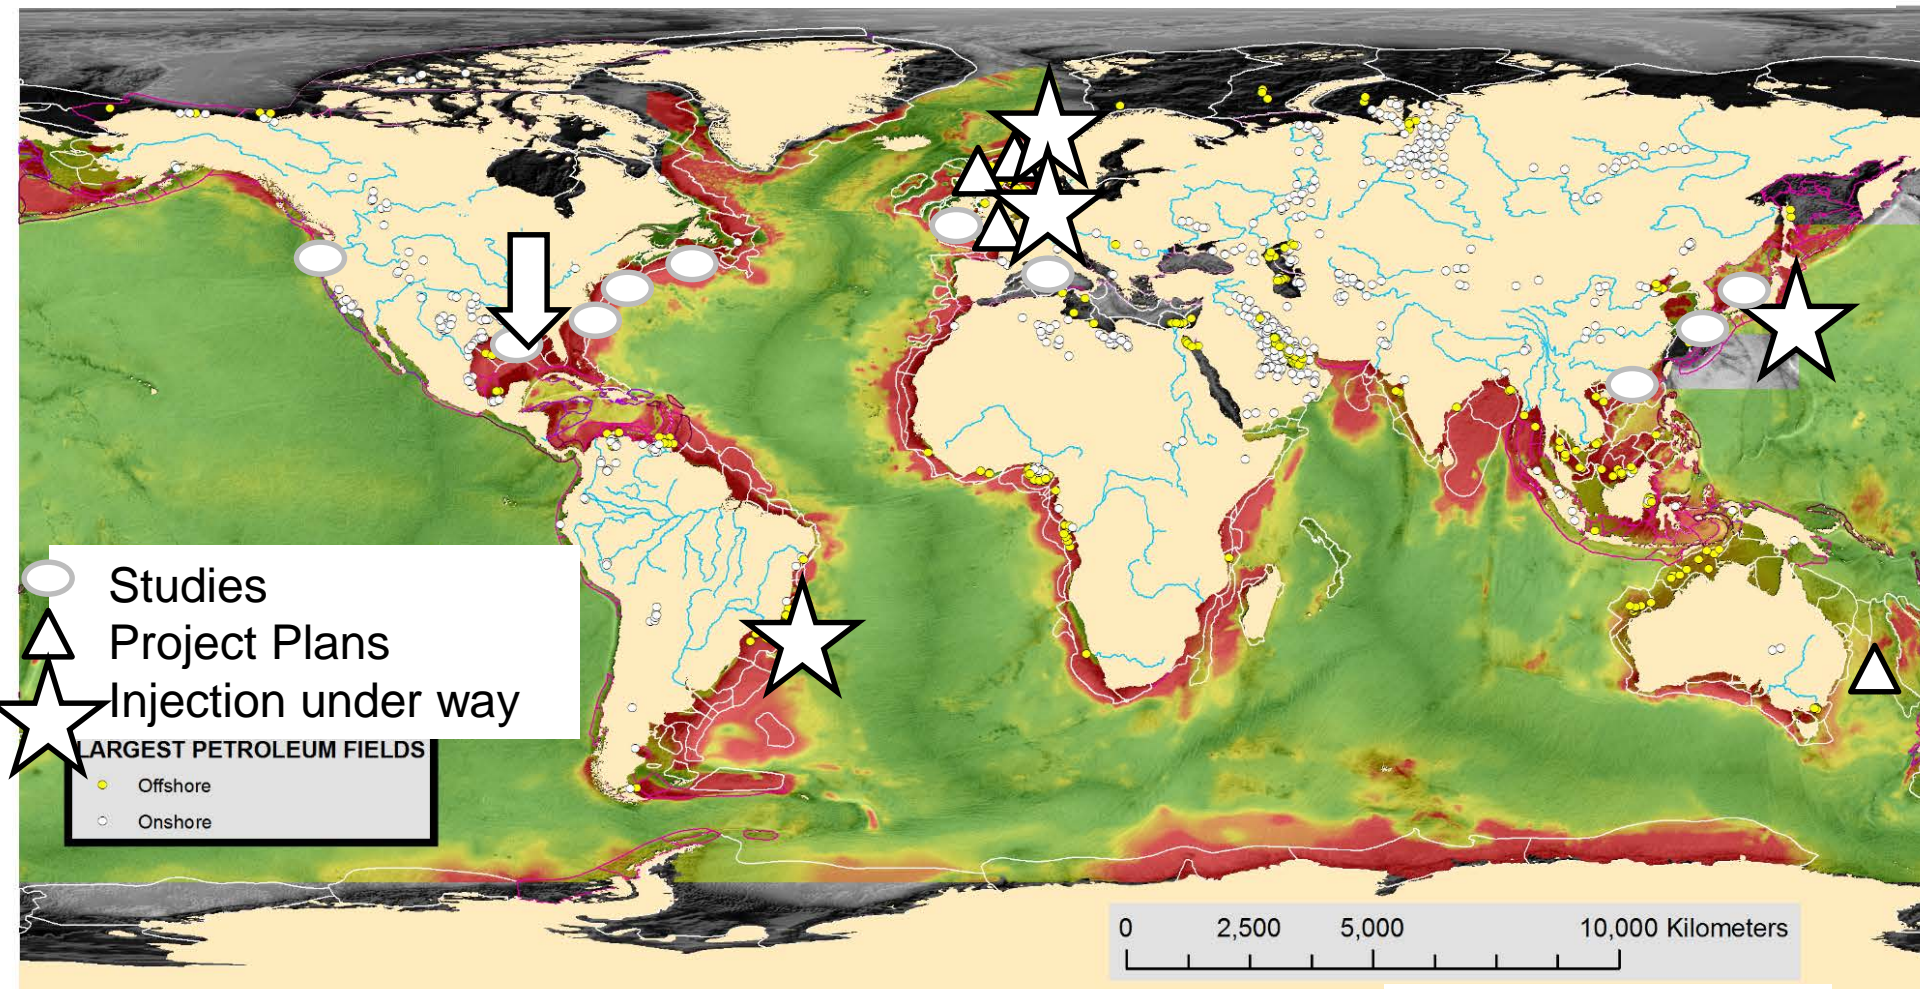 Studies
Project Plans
Injection under way
LARGEST PETROLEUM FIELDS
Offshore
Onshore
0 2,500 5,000 10,000 Kilometers